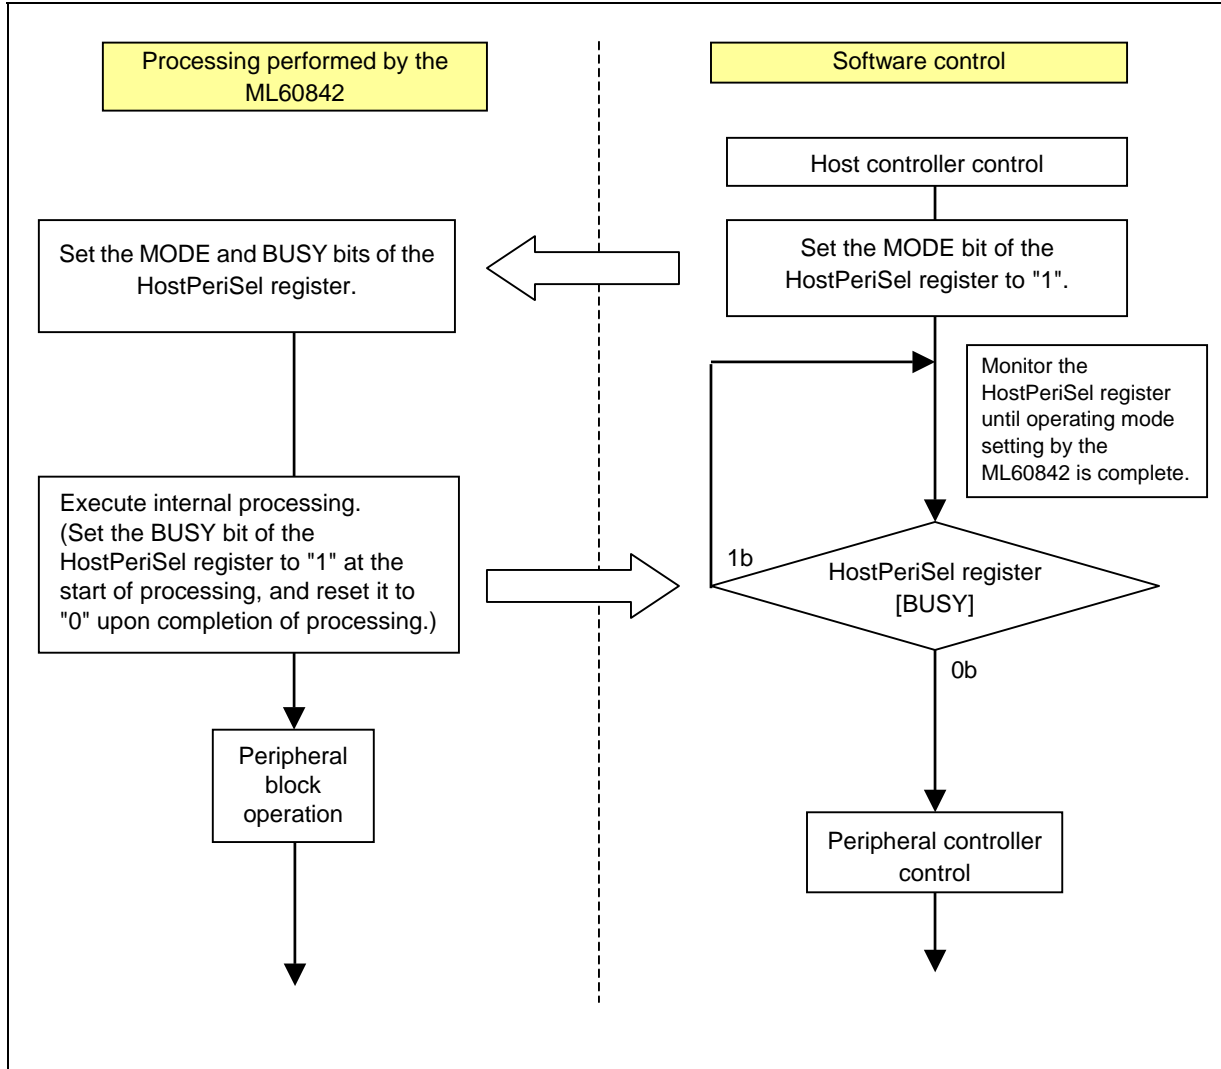 Processing performed by the
ML60842
Software control
Host controller control
Set the MODE and BUSY bits of the
HostPeriSel register.
Set the MODE bit of the
HostPeriSel register to "1".
Monitor the
HostPeriSel register
until operating mode
setting by the
ML60842 is complete.
Execute internal processing.
(Set the BUSY bit of the
HostPeriSel register to "1" at the
start of processing, and reset it to
"0" upon completion of processing.)
1b
HostPeriSel register
[BUSY]
0b
Peripheral
block
operation
Peripheral controller
control